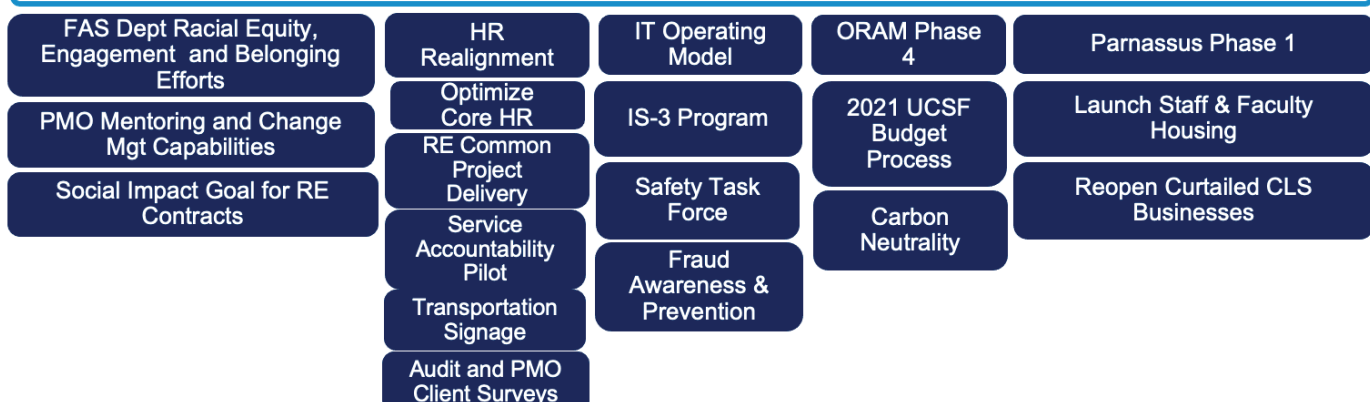 FAS Dept Racial Equity,
Engagement and Belonging
Efforts
PMO Mentoring and Change
Mgt Capabilities
Social Impact Goal for RE
Contracts
HR
Realignment
Optimize
Core HR
RE Common
Project
Delivery
Service
Accountability
Pilot
Transportation
Signage
Audit and PMO
Client Surveys
IT Operating
Model
IS-3 Program
Safety Task
Force
Fraud
Awareness &
Prevention
ORAM Phase
4
2021 UCSF
Budget
Process
Carbon
Neutrality
Parnassus Phase 1
Launch Staff & Faculty
Housing
Reopen Curtailed CLS
Businesses